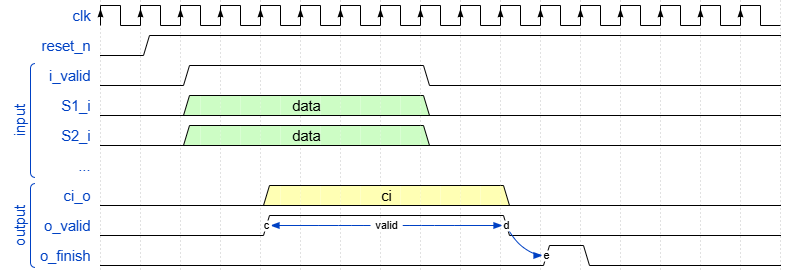 clk
reset_n
i_valid
S1_i data
S2_i data
...
input
ci_o ci
o_valid c valid d
o_finish e
output